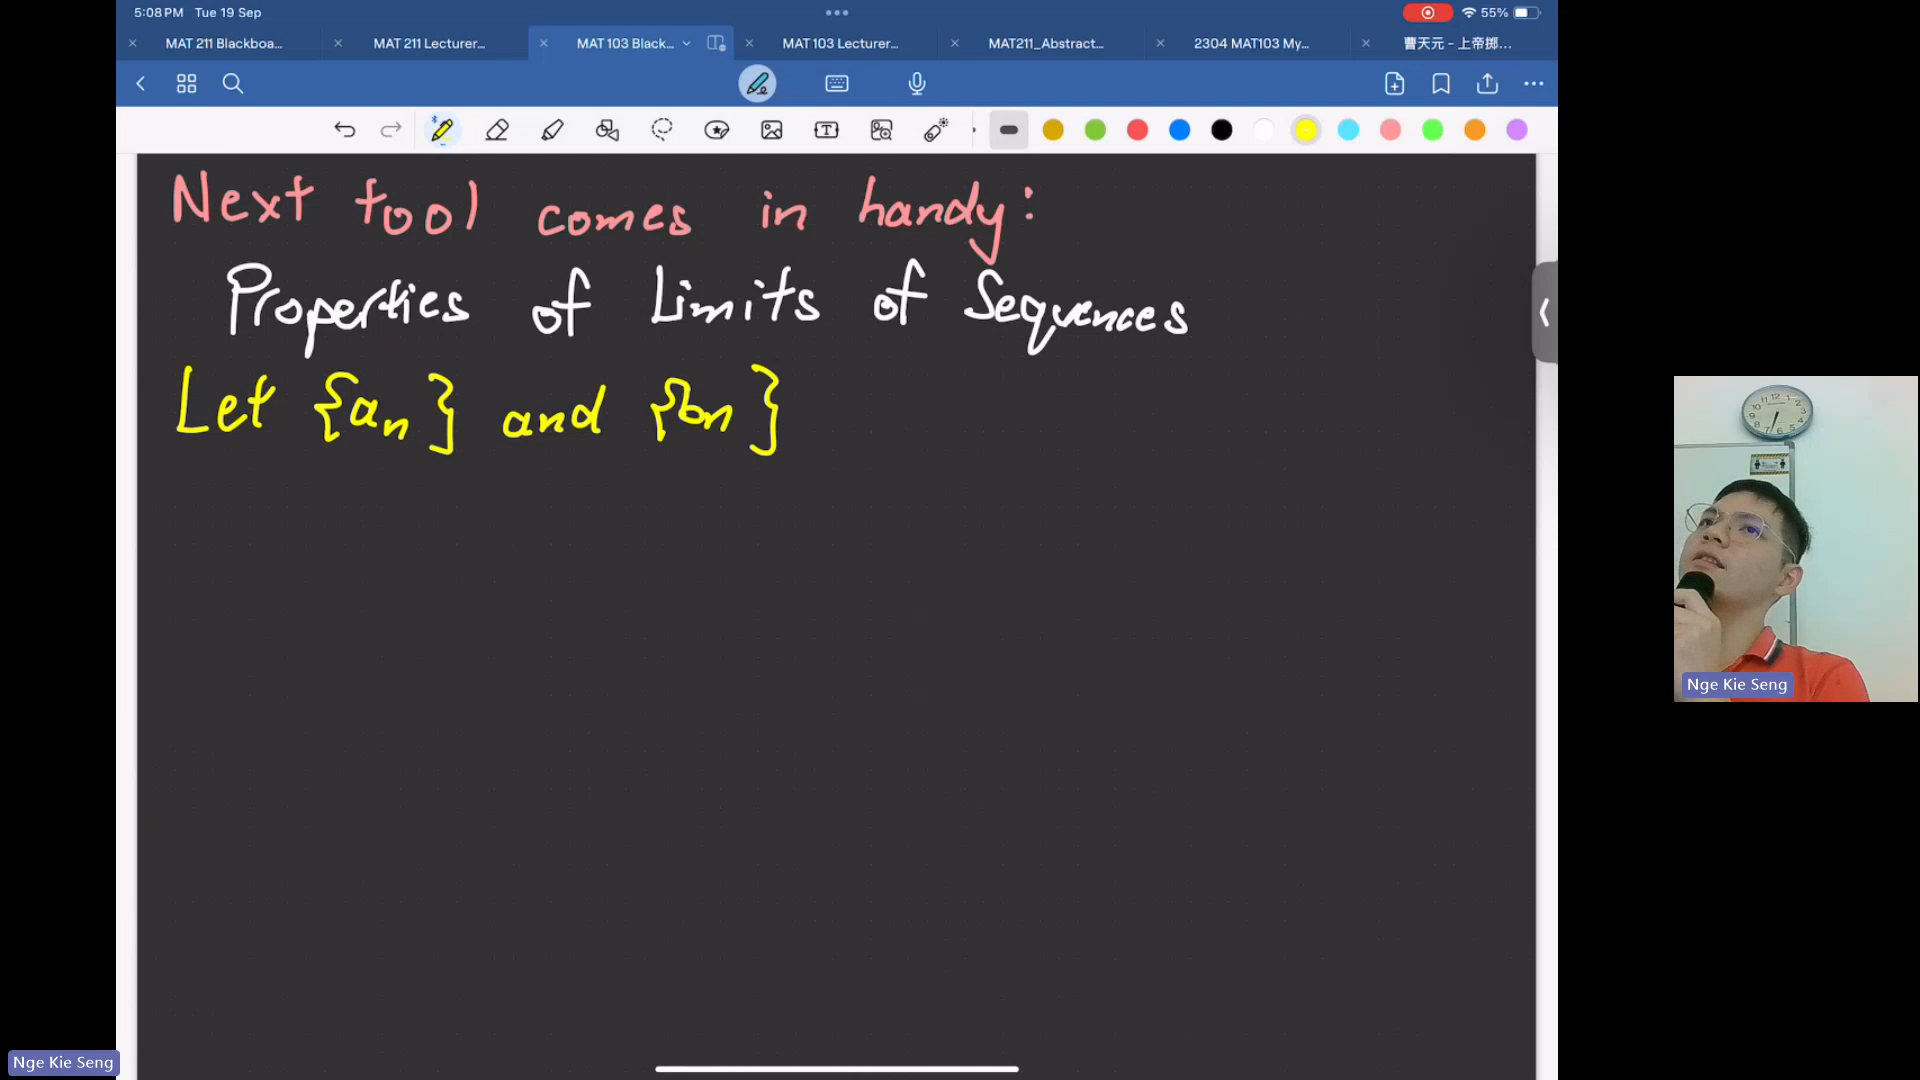 5:08 PM Tue 19 Sep
55%
MAT 211 Blackboa...
MAT 211 Lecturer...
MAT 103 Black...
MAT 103 Lecturer...
MAT211_Abstract...
2304 MAT103 My...
曹天元 - 上帝掷...
Next tool comes in handy:
Properties of Limits of Sequences
Let {an} and {bn}
Nge Kie Seng
Nge Kie Seng